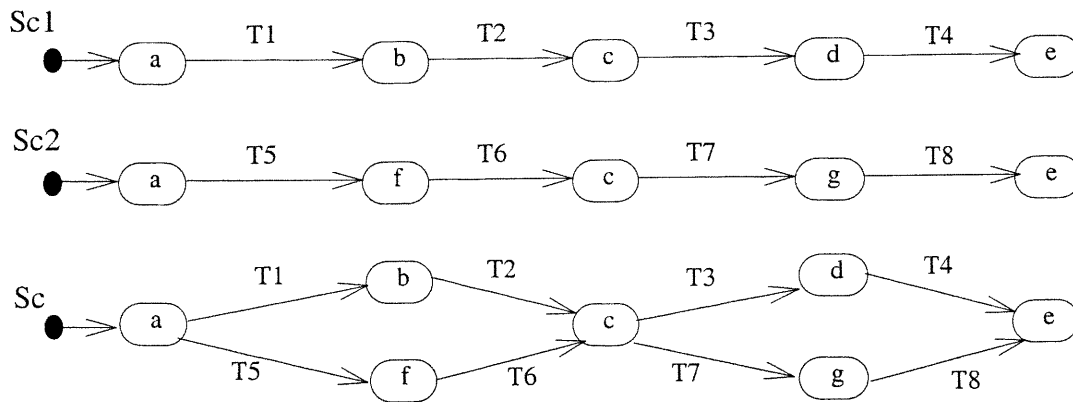 Sc1
T1 T2 T3 T4
a b c d e
Sc2
T5 T6 T7 T8
a f c g e
Sc
T1 b T2 T3 d T4
a c e
T5 f T6 T7 g T8